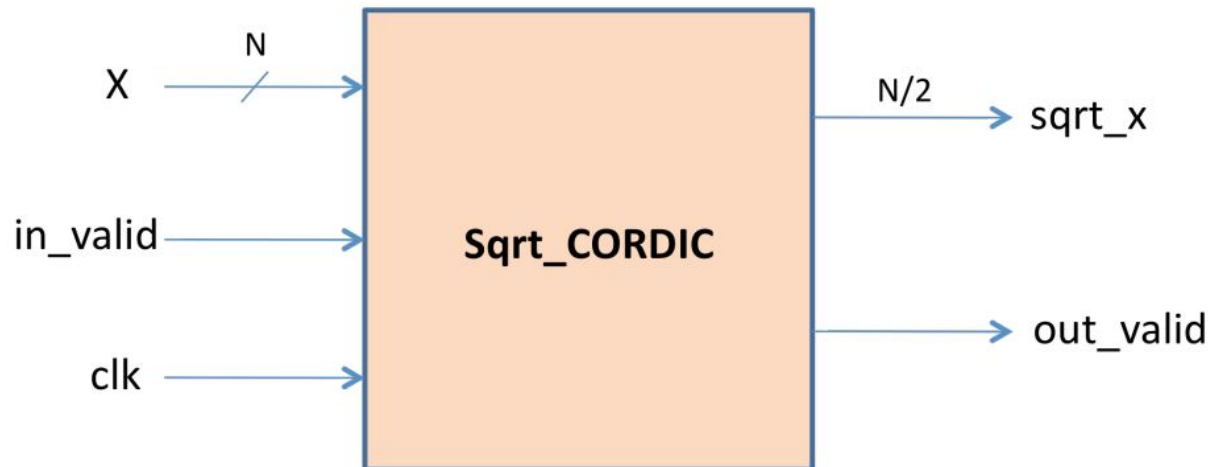 N
X
N/2
sqrt_x
in_valid
Sqrt_CORDIC
out_valid
clk